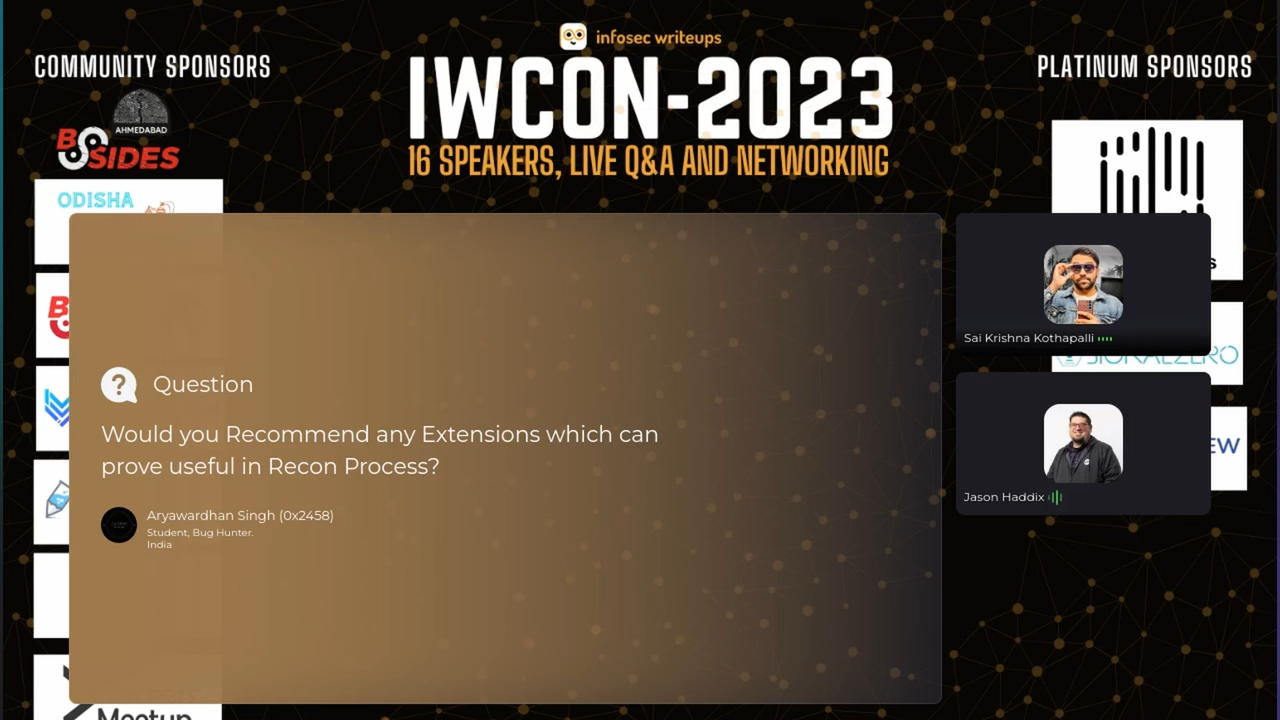 infosec writeups
COMMUNITY SPONSORS
IWCON-2023
PLATINUM SPONSORS
16 SPEAKERS, LIVE Q&A AND NETWORKING
AHMEDABAD
BSIDES
ODISHA
Question
Would you Recommend any Extensions which can
prove useful in Recon Process?
Aryawardhan Singh (0x2458)
Student, Bug Hunter.
India
Sai Krishna Kothapalli
Jason Haddix
EW
Meetup